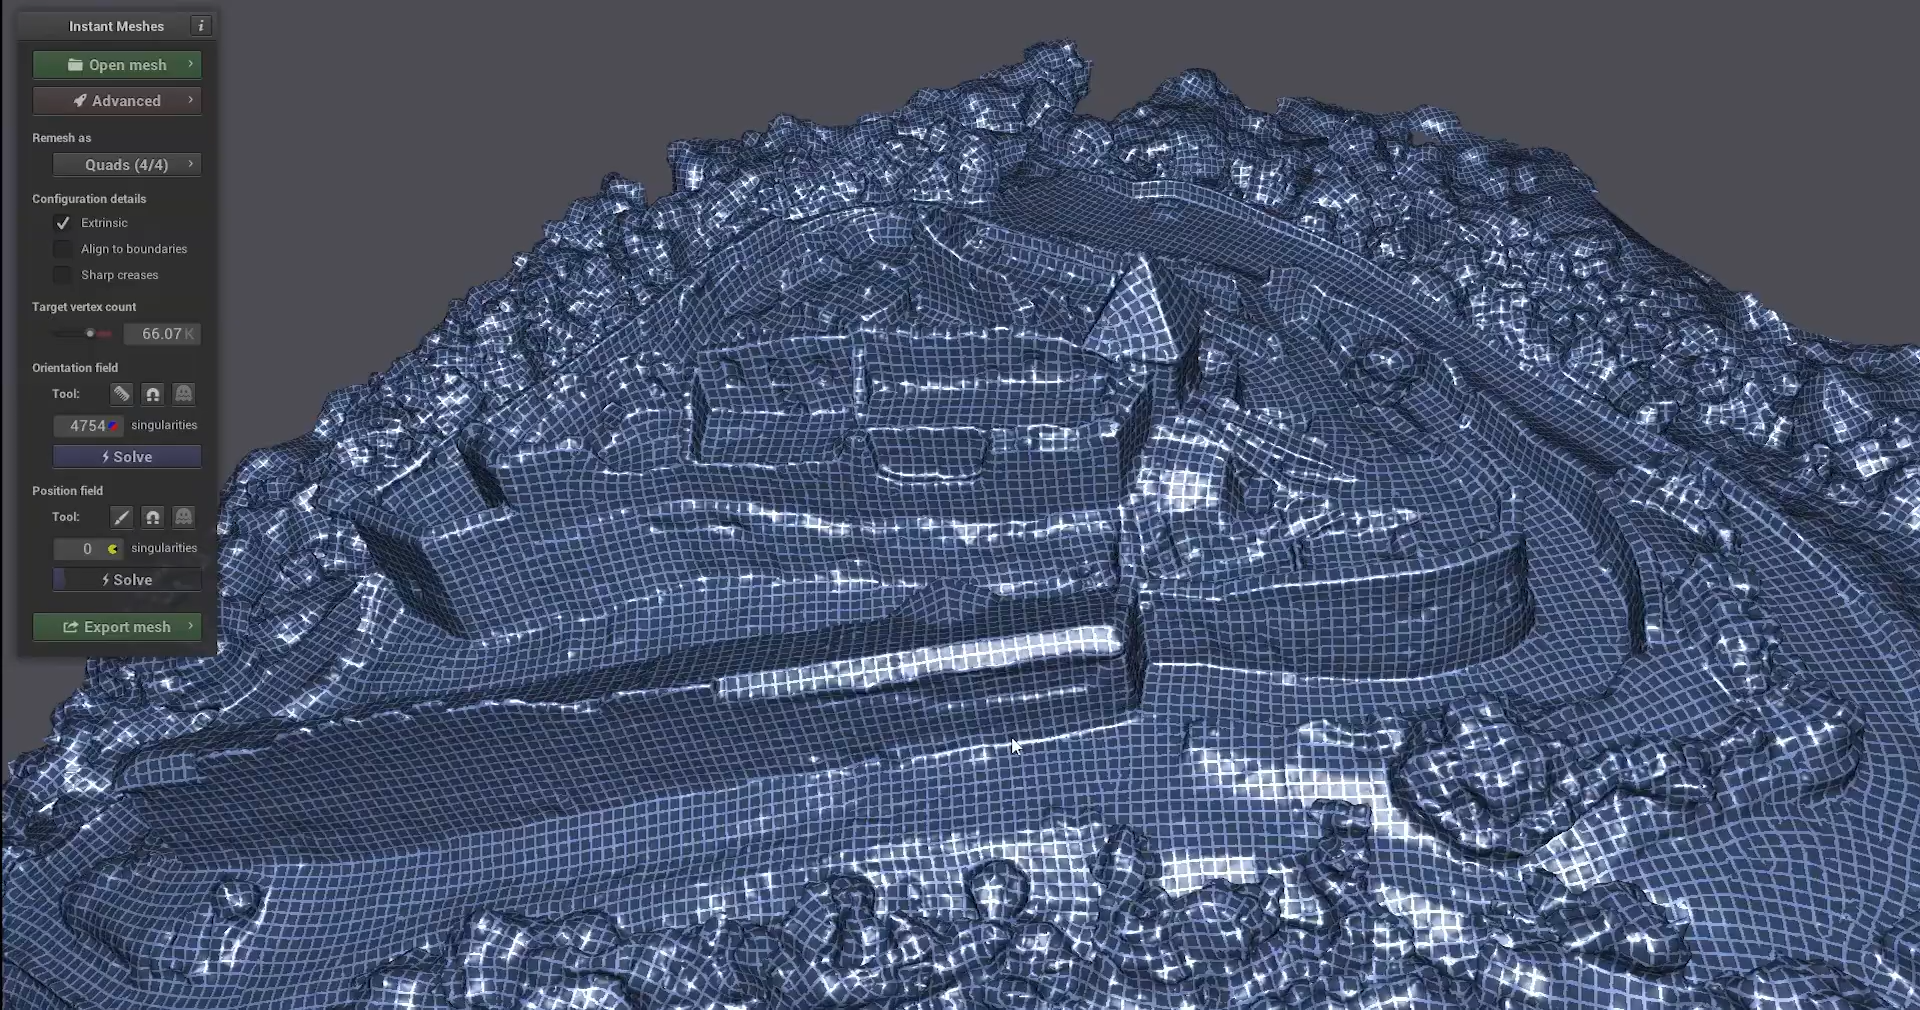 Instant Meshes
i
Open mesh
Advanced
Remesh as
Quads (4/4)
Configuration details
Extrinsic
Align to boundaries
Sharp creases
Target vertex count
66.07 K
Orientation field
Tool:
4754 singularities
Solve
Position field
Tool:
0 singularities
Solve
Export mesh